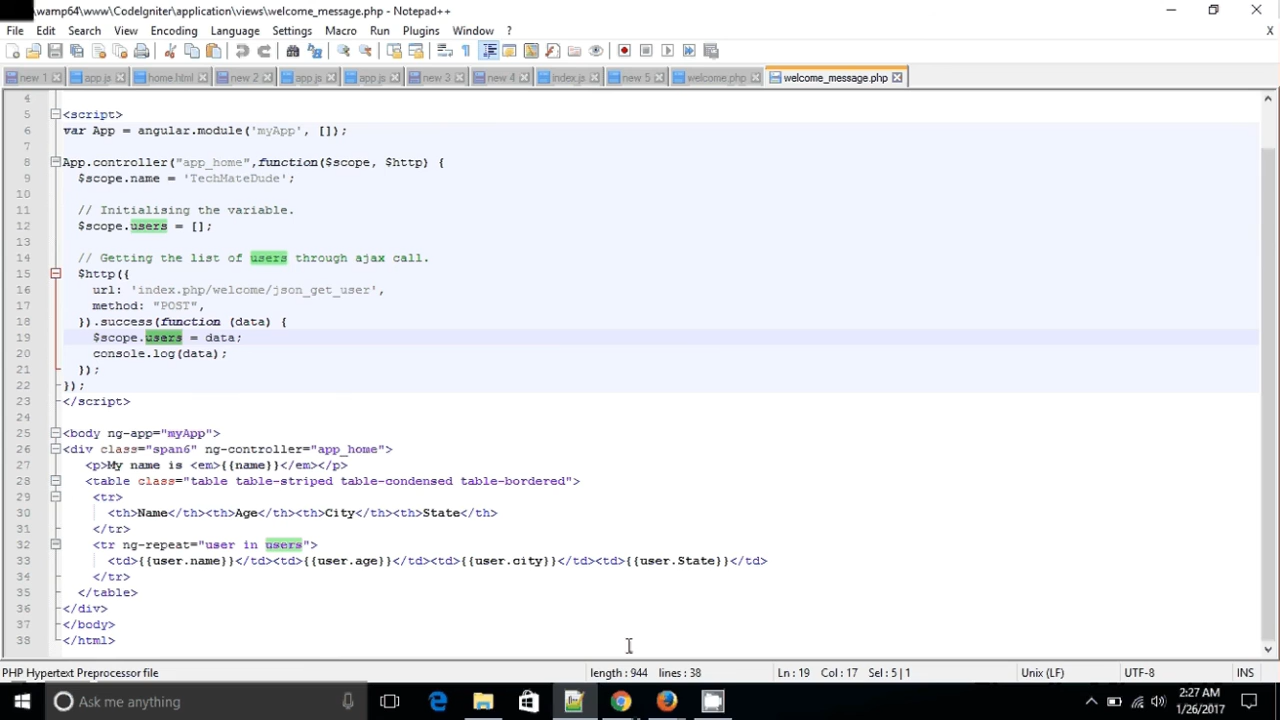 \wamp64\www\CodeIgniter\application\views\welcome_message.php - Notepad++
File Edit Search View Encoding Language Settings Macro Run Plugins Window ? X
new 1 app.js home.html new 2 app.js app.js new 3 new 4 index.js new 5 welcome.php welcome_message.php
4
5 <script>
6 var App = angular.module('myApp', []);
7
8 App.controller("app_home",function($scope, $http) {
9 $scope.name = 'TechMateDude';
10
11 // Initialising the variable.
12 $scope.users = [];
13
14 // Getting the list of users through ajax call.
15 $http({
16 url: 'index.php/welcome/json_get_user',
17 method: "POST",
18 }).success(function (data) {
19 $scope.users = data;
20 console.log(data);
21 });
22 });
23 </script>
24
25 <body ng-app="myApp">
26 <div class="span6" ng-controller="app_home">
27 <p>My name is <em>{{name}}</em></p>
28 <table class="table table-striped table-condensed table-bordered">
29 <tr>
30 <th>Name</th><th>Age</th><th>City</th><th>State</th>
31 </tr>
32 <tr ng-repeat="user in users">
33 <td>{{user.name}}</td><td>{{user.age}}</td><td>{{user.city}}</td><td>{{user.State}}</td>
34 </tr>
35 </table>
36 </div>
37 </body>
38 </html>
PHP Hypertext Preprocessor file length : 944 lines : 38 Ln : 19 Col : 17 Sel : 5 | 1 Unix (LF) UTF-8 INS
Ask me anything
2:27 AM
1/26/2017